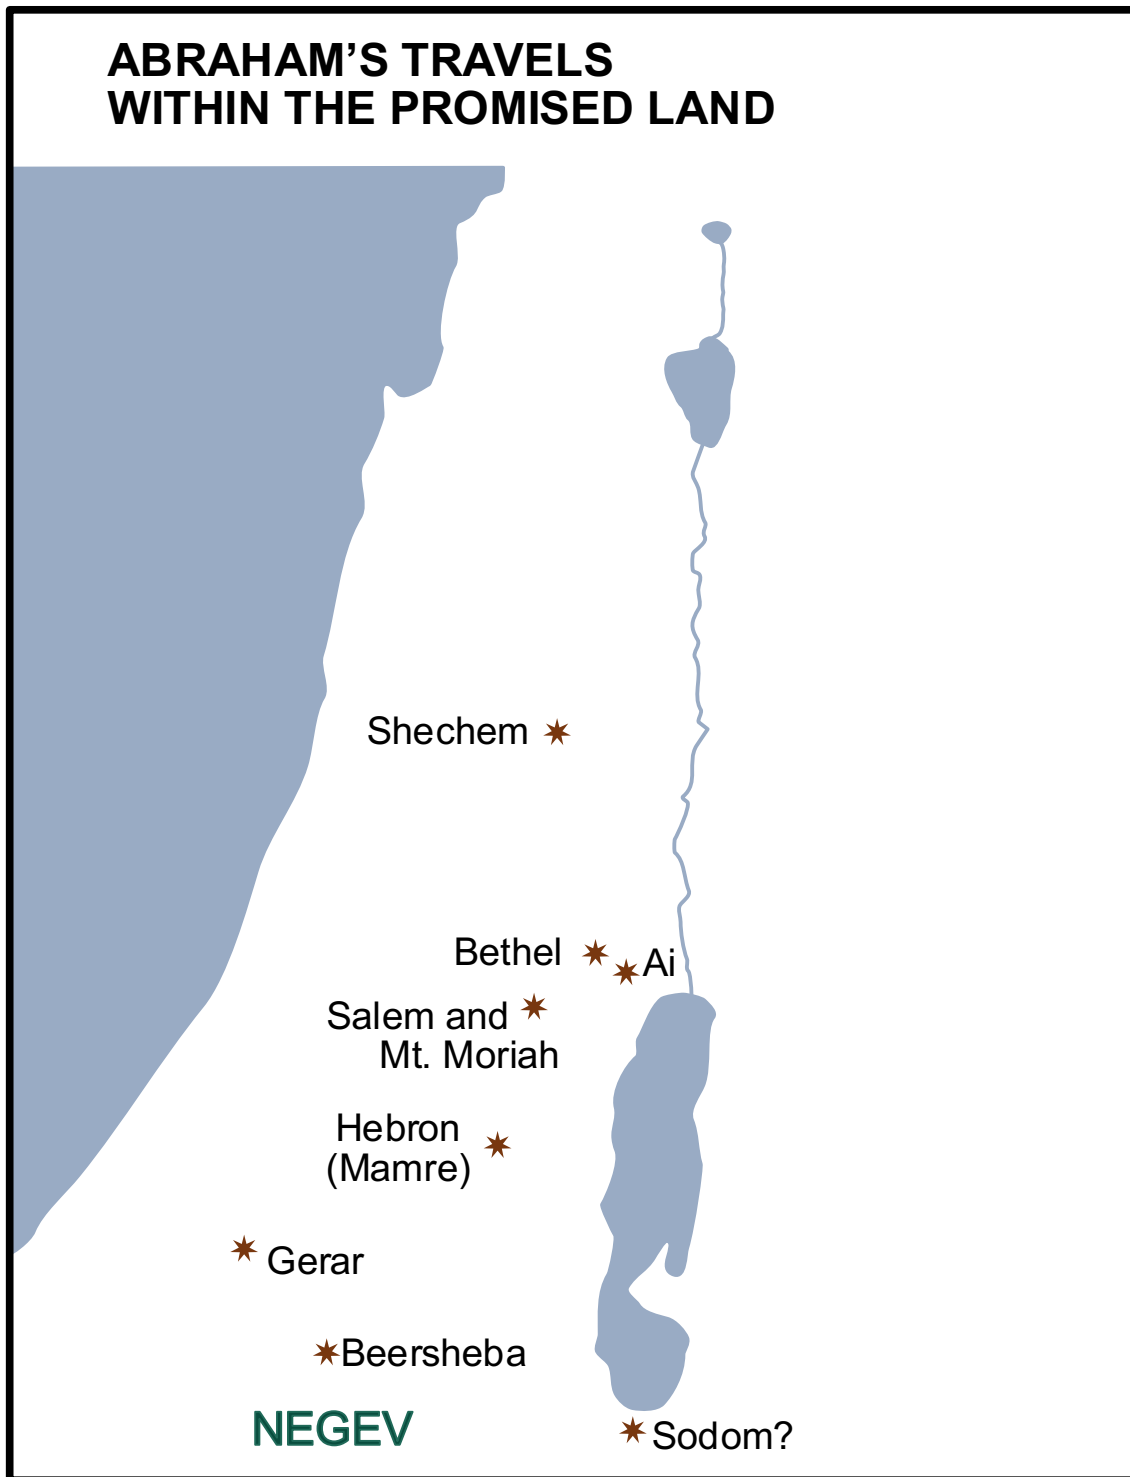 ABRAHAM’S TRAVELS
WITHIN THE PROMISED LAND
Shechem
Bethel
Ai
Salem and
Mt. Moriah
Hebron
(Mamre)
Gerar
Beersheba
NEGEV
Sodom?